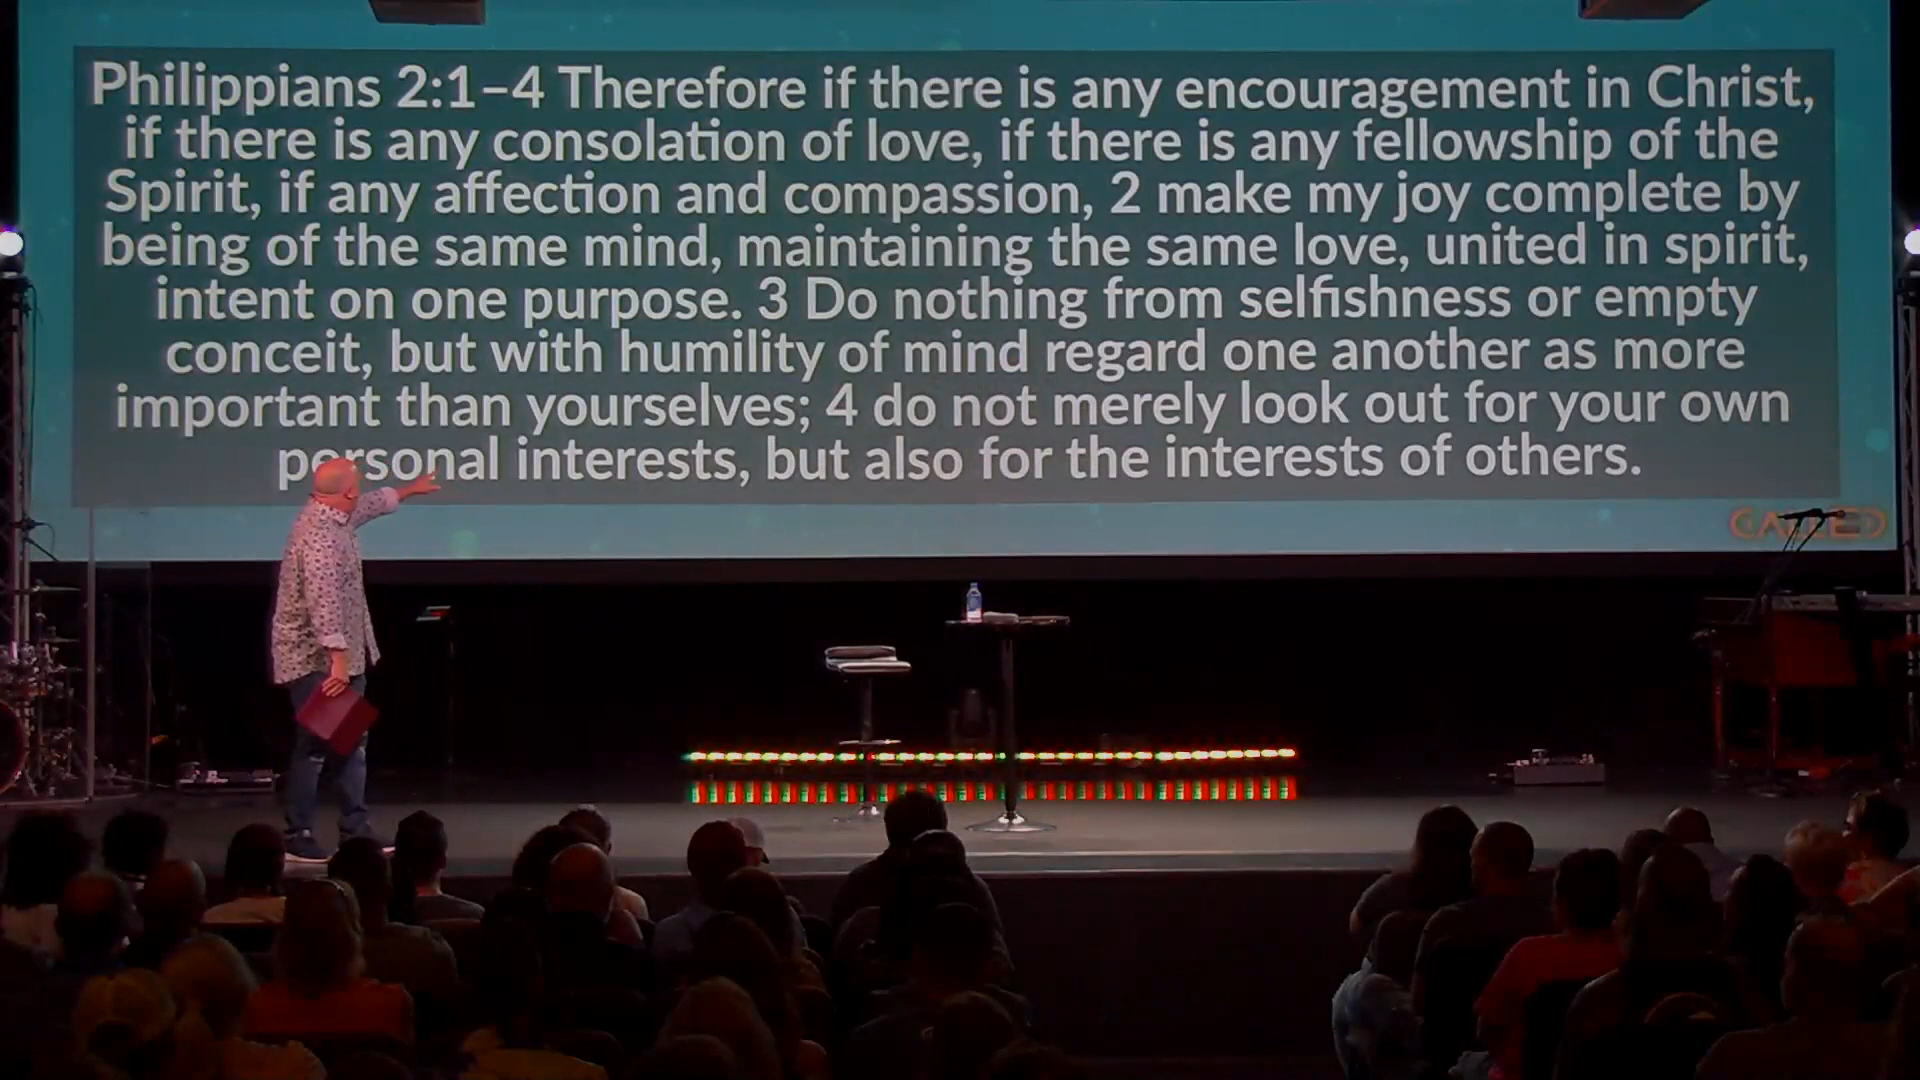 Philippians 2:1–4 Therefore if there is any encouragement in Christ,
if there is any consolation of love, if there is any fellowship of the
Spirit, if any affection and compassion, 2 make my joy complete by
being of the same mind, maintaining the same love, united in spirit,
intent on one purpose. 3 Do nothing from selfishness or empty
conceit, but with humility of mind regard one another as more
important than yourselves; 4 do not merely look out for your own
personal interests, but also for the interests of others.
CALLED